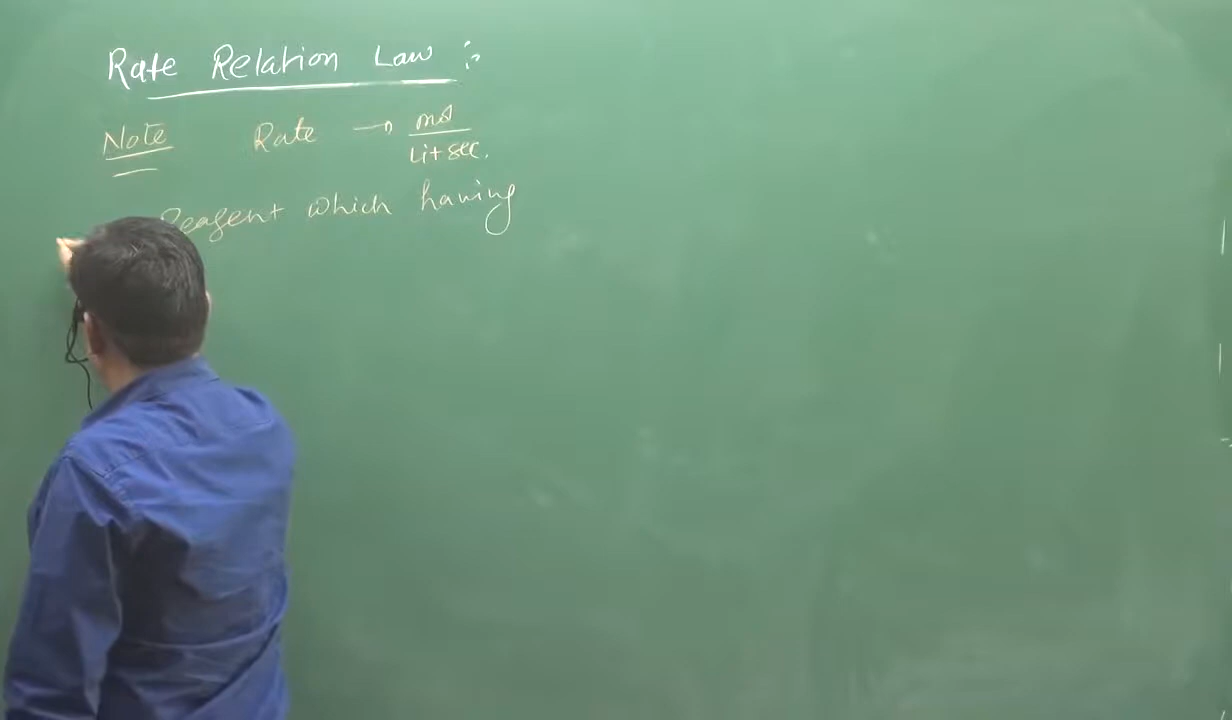 Rate Relation Law :-
Note Rate → mol / Lit sec.
Reagent which having